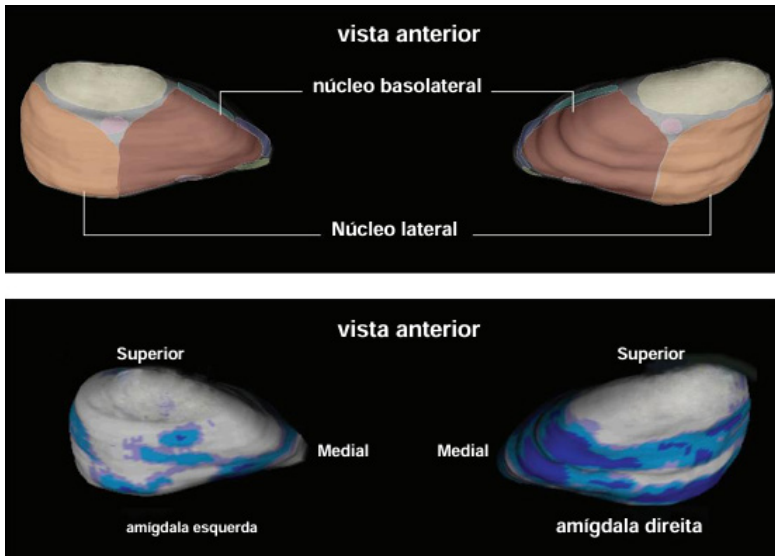 vista anterior
núcleo basolateral
Núcleo lateral
vista anterior
Superior
Superior
Medial
Medial
amígdala esquerda
amígdala direita